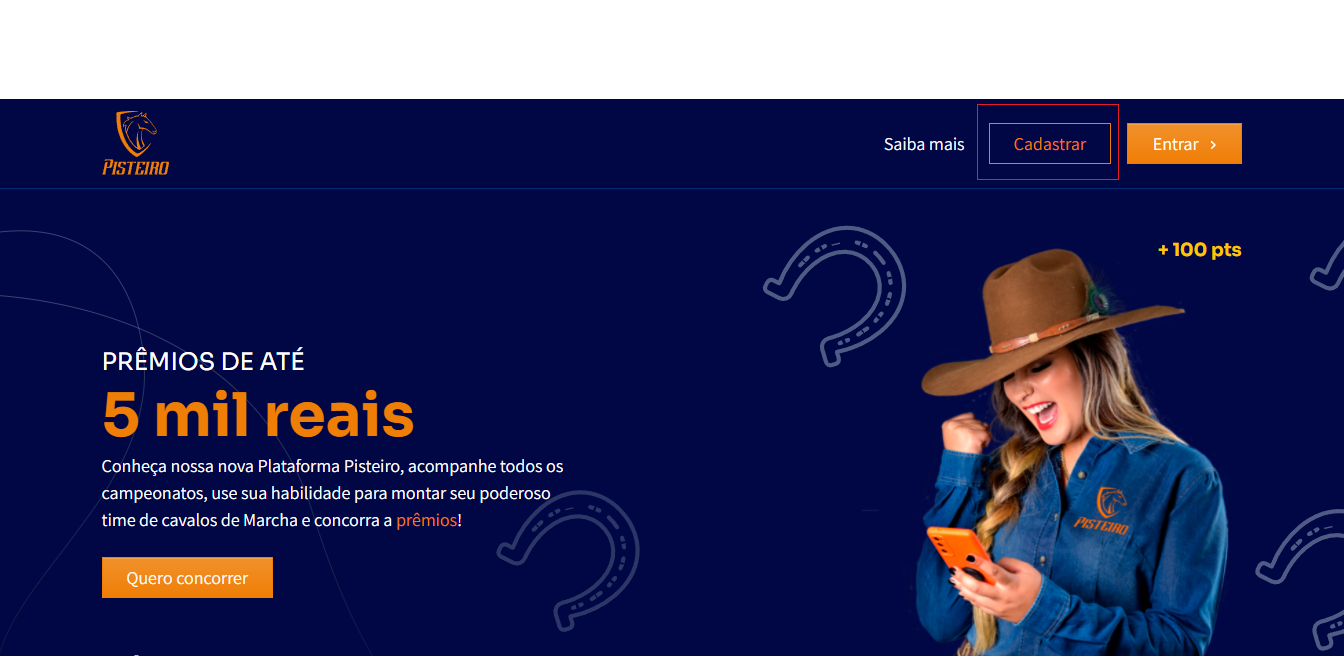 PISTEIRO
Saiba mais
Cadastrar
Entrar
+ 100 pts
PRÊMIOS DE ATÉ
5 mil reais
Conheça nossa nova Plataforma Pisteiro, acompanhe todos os
campeonatos, use sua habilidade para montar seu poderoso
time de cavalos de Marcha e concorra a prêmios!
PISTEIRO
Quero concorrer